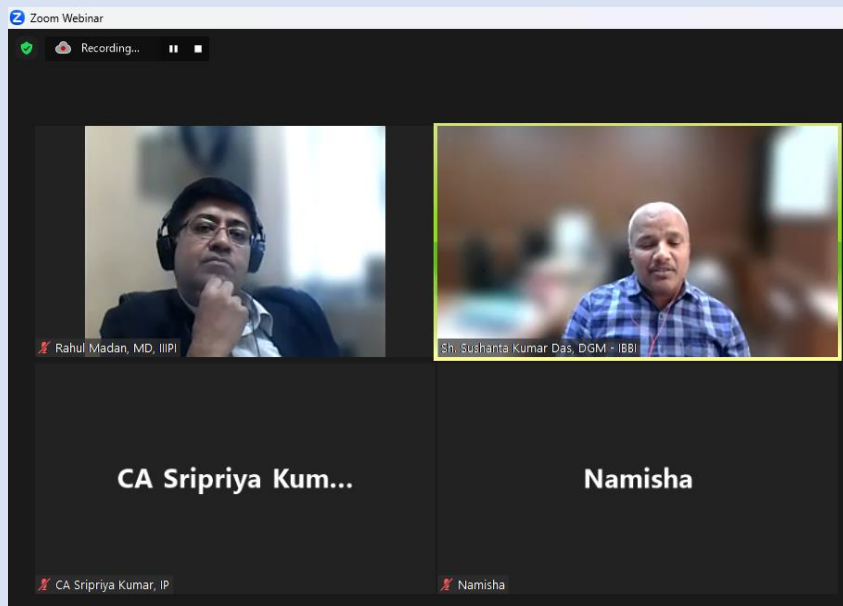 Zoom Webinar
Recording...
Rahul Madan, MD, IIIPI
Sh. Sushanta Kumar Das, DGM - IBBI
CA Sripriya Kum...
Namisha
CA Sripriya Kumar, IP
Namisha